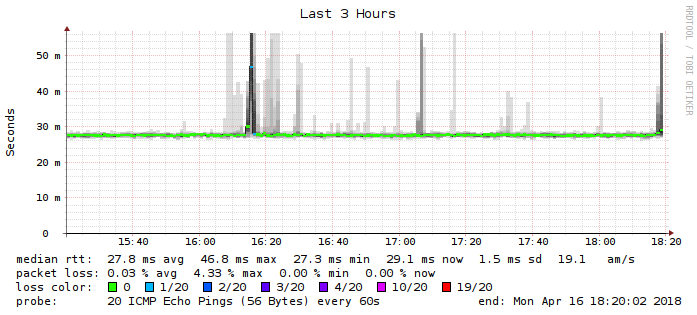 Last 3 Hours
RRDTOOL / TOBI OETIKER
Seconds
50 m
40 m
30 m
20 m
10 m
0
15:40 16:00 16:20 16:40 17:00 17:20 17:40 18:00 18:20
median rtt: 27.8 ms avg 46.8 ms max 27.3 ms min 29.1 ms now 1.5 ms sd 19.1 am/s
packet loss: 0.03 % avg 4.33 % max 0.00 % min 0.00 % now
loss color: 0 1/20 2/20 3/20 4/20 10/20 19/20
probe: 20 ICMP Echo Pings (56 Bytes) every 60s end: Mon Apr 16 18:20:02 2018